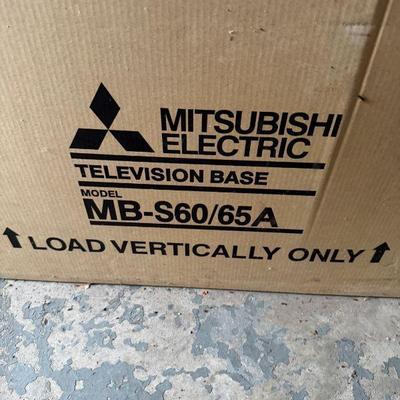 MITSUBISHI
ELECTRIC
TELEVISION BASE
MODEL
MB-S60/65A
LOAD VERTICALLY ONLY